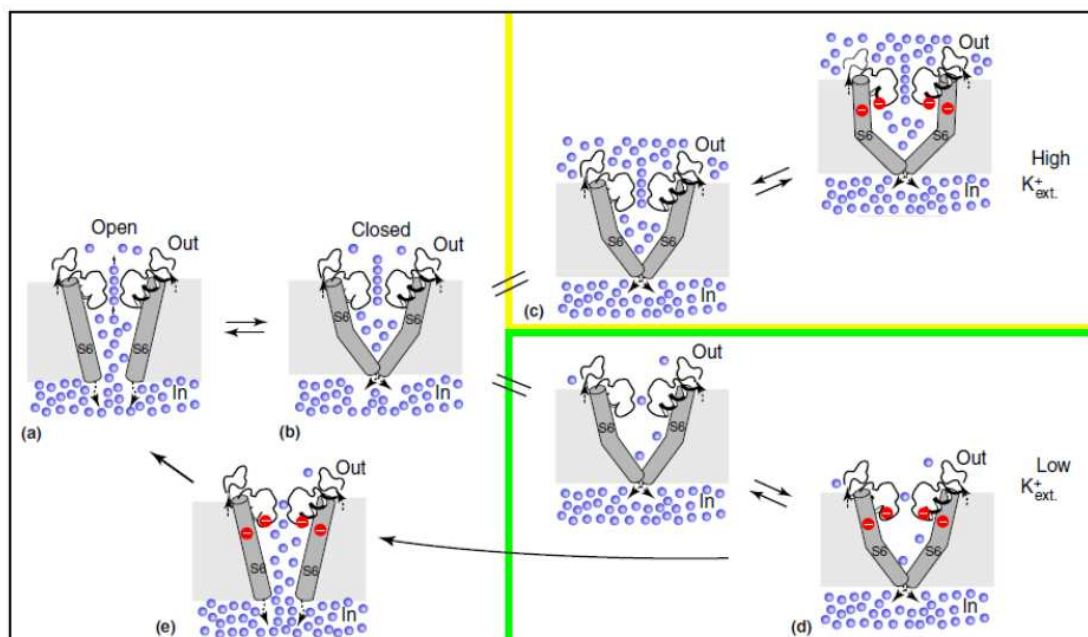 Open
Out
S6
S6
In
(a)
Closed
Out
S6
S6
In
(b)
Out
S6
S6
In
(c)
Out
S6
S6
In
High
K+ext.
Out
S6
S6
In
Out
S6
S6
In
(d)
Low
K+ext.
Out
S6
S6
In
(e)